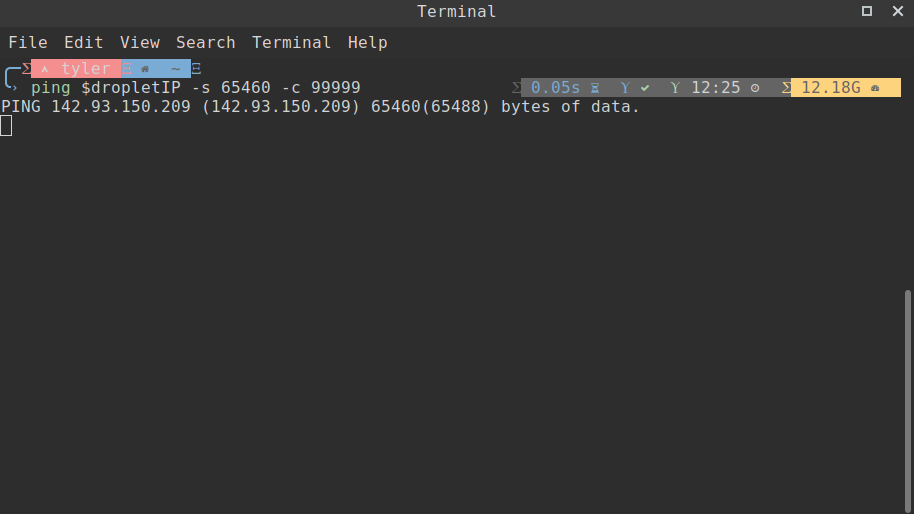 Terminal
File Edit View Search Terminal Help
tyler ~
ping $dropletIP -s 65460 -c 99999 0.05s 12:25 12.18G
PING 142.93.150.209 (142.93.150.209) 65460(65488) bytes of data.